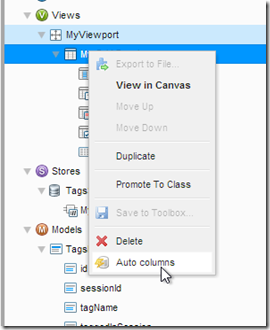 Views
MyViewport
M
Export to File...
View in Canvas
Move Up
Move Down
Duplicate
Promote To Class
Stores
Tags
My
Save to Toolbox...
Models
Tags
Delete
id
Auto columns
sessionId
tagName